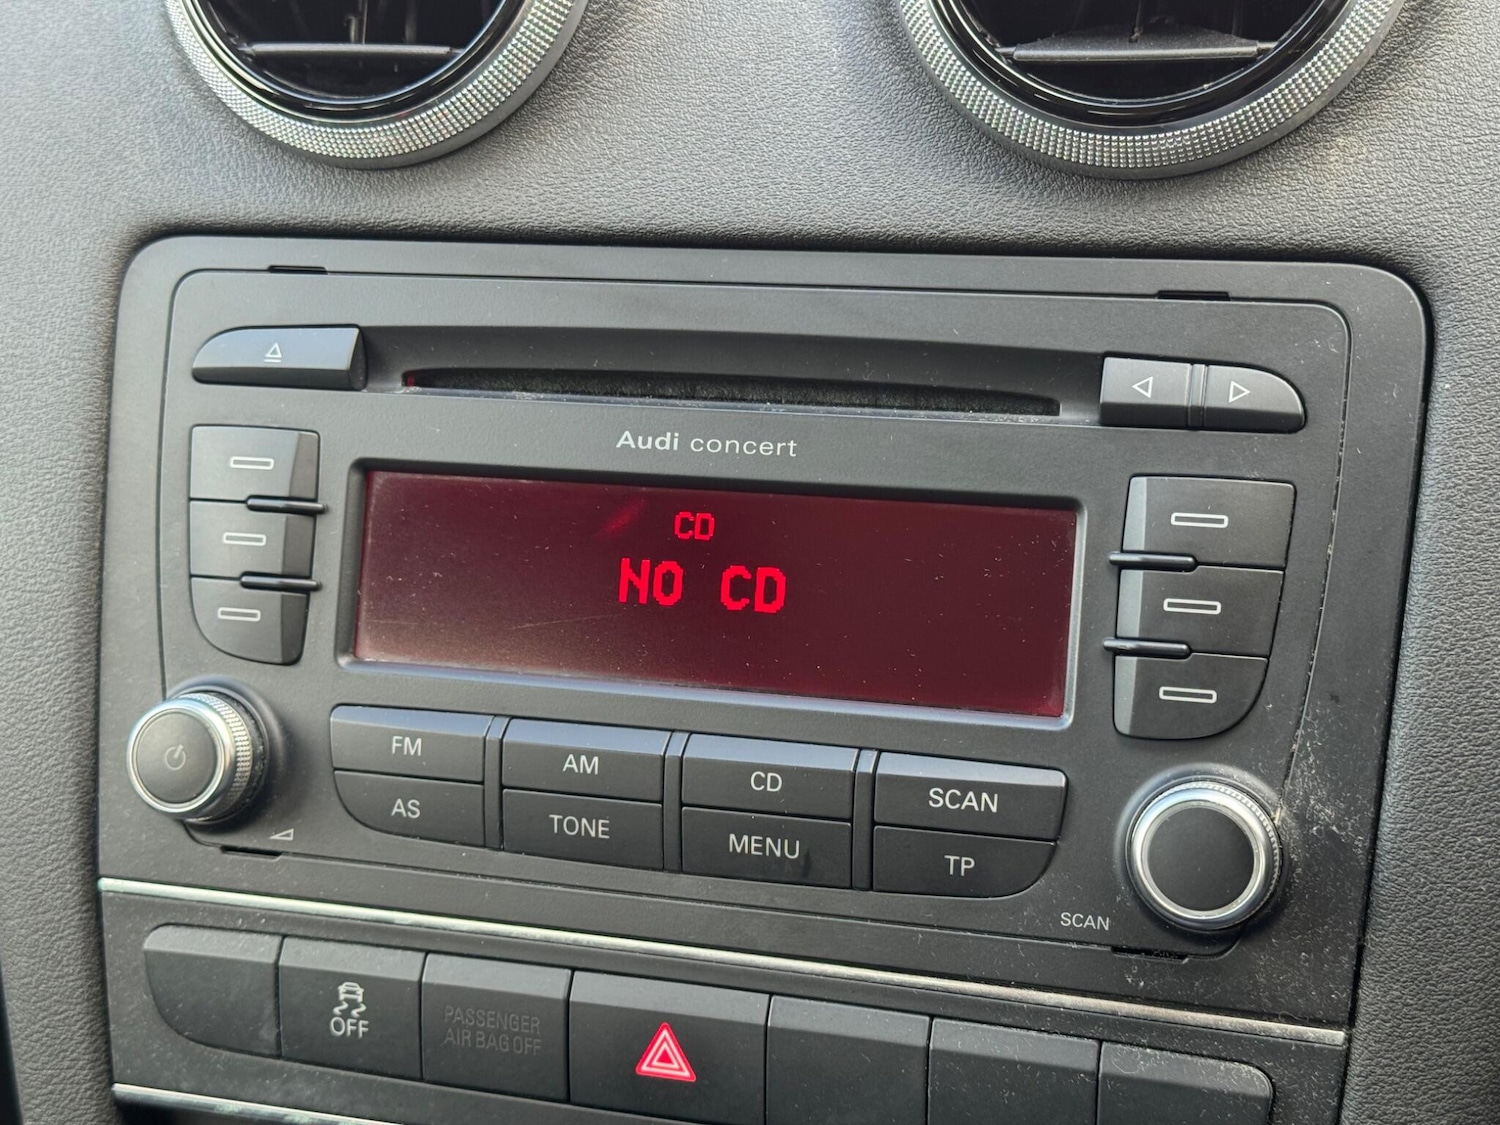 Audi concert
CD
NO CD
FM
AM
CD
SCAN
AS
TONE
MENU
TP
SCAN
OFF
PASSENGER
AIR BAG OFF